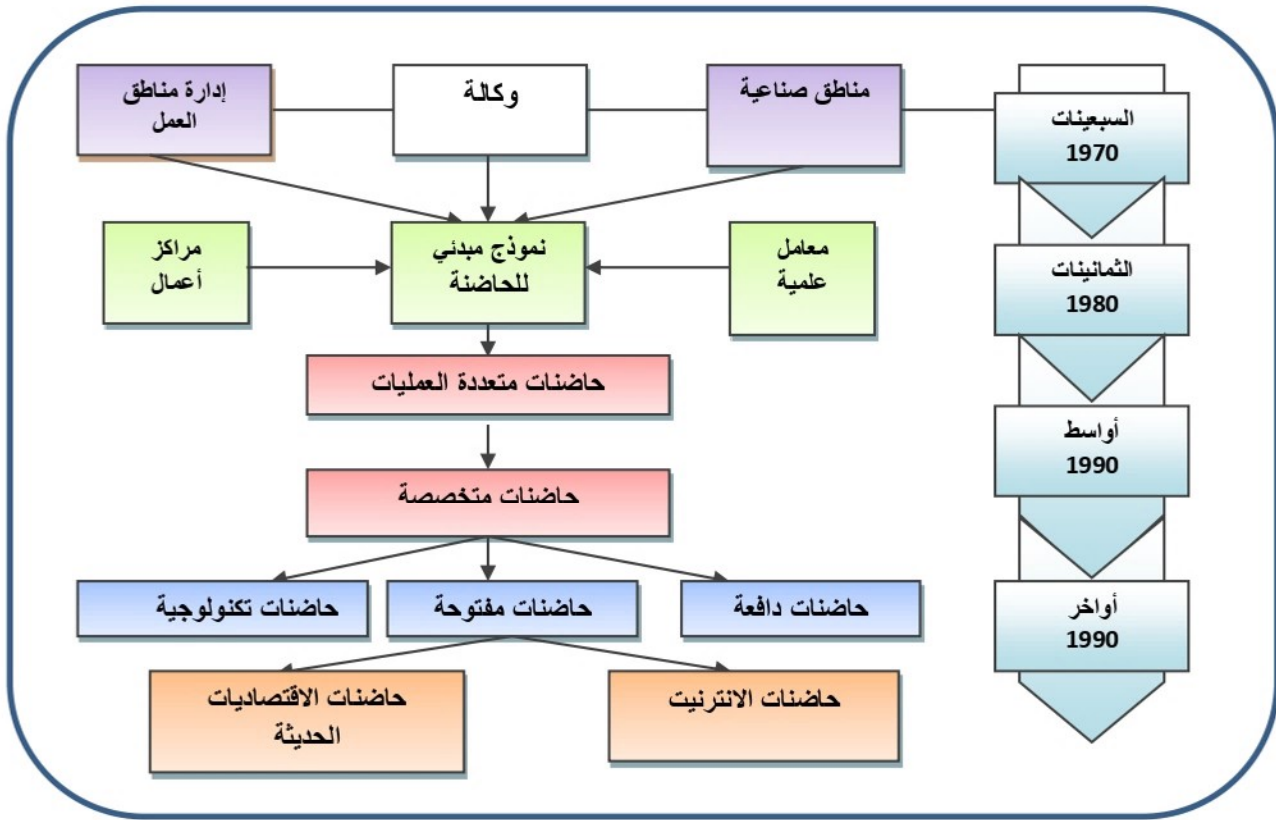 السبعينات
1970
مناطق صناعية
وكالة
إدارة مناطق
العمل
الثمانينات
1980
معامل
علمية
نموذج مبدئي
للحاضنة
مراكز
أعمال
حاضنات متعددة العمليات
أواسط
1990
حاضنات متخصصة
أواخر
1990
حاضنات دافعة
حاضنات مفتوحة
حاضنات تكنولوجية
حاضنات الانترنيت
حاضنات الاقتصاديات
الحديثة